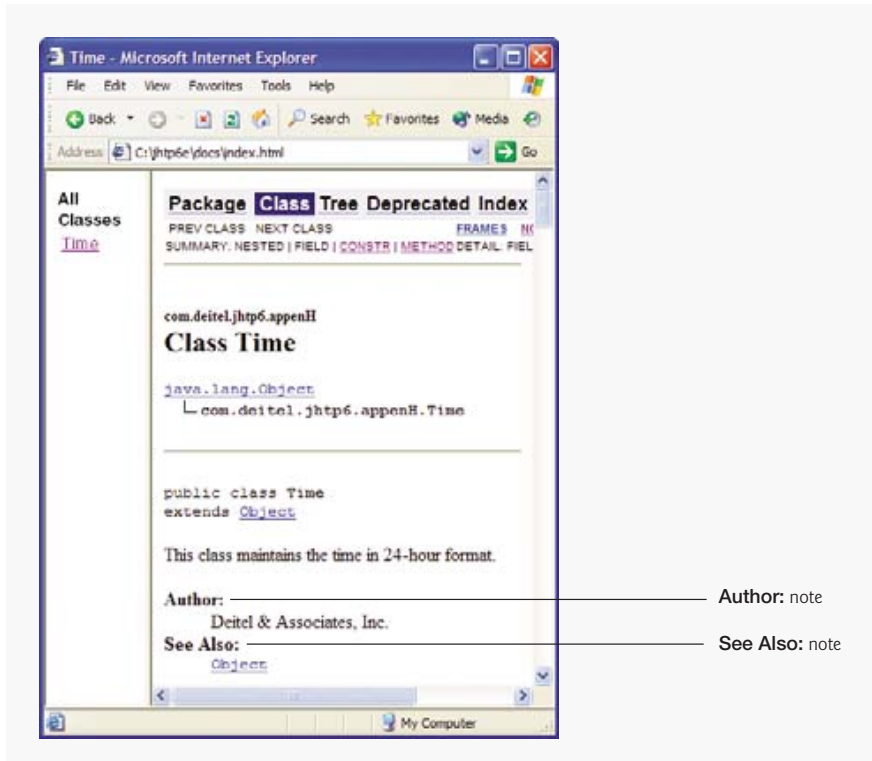 Time - Microsoft Internet Explorer
File Edit View Favorites Tools Help
Back Search Favorites Media
Address C:\jhtp6e\docs\index.html Go
All
Classes
Time
Package Class Tree Deprecated Index
PREV CLASS NEXT CLASS FRAMES
SUMMARY: NESTED | FIELD | CONSTR | METHOD DETAIL: FIEL
com.deitel.jhtp6.appenH
Class Time
java.lang.Object
com.deitel.jhtp6.appenH.Time
public class Time
extends Object
This class maintains the time in 24-hour format.
Author:
Author: note
Deitel & Associates, Inc.
See Also:
See Also: note
Object
My Computer